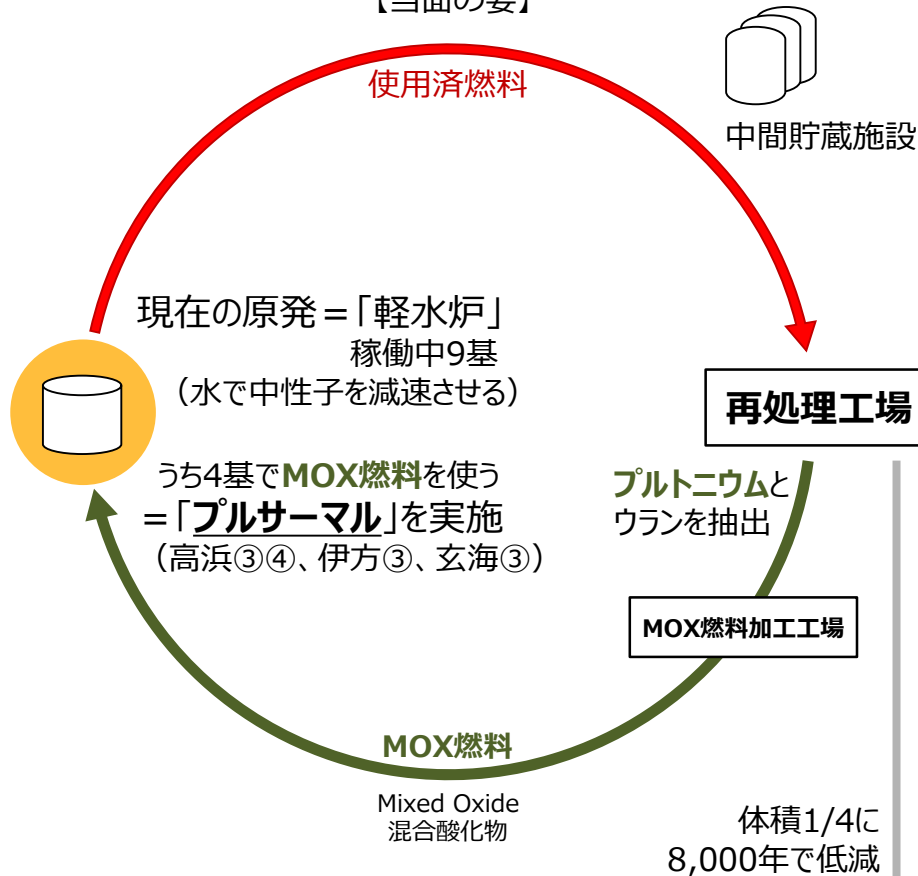 【当面の要】
使用済燃料
中間貯蔵施設
現在の原発=「軽水炉」
稼働中9基
（水で中性子を減速させる）
再処理工場
うち4基でMOX燃料を使う
=「プルサーマル」を実施
（高浜③④、伊方③、玄海③）
プルトニウムと
ウランを抽出
MOX燃料加工工場
MOX燃料
Mixed Oxide
混合酸化物
体積1/4に
8,000年で低減